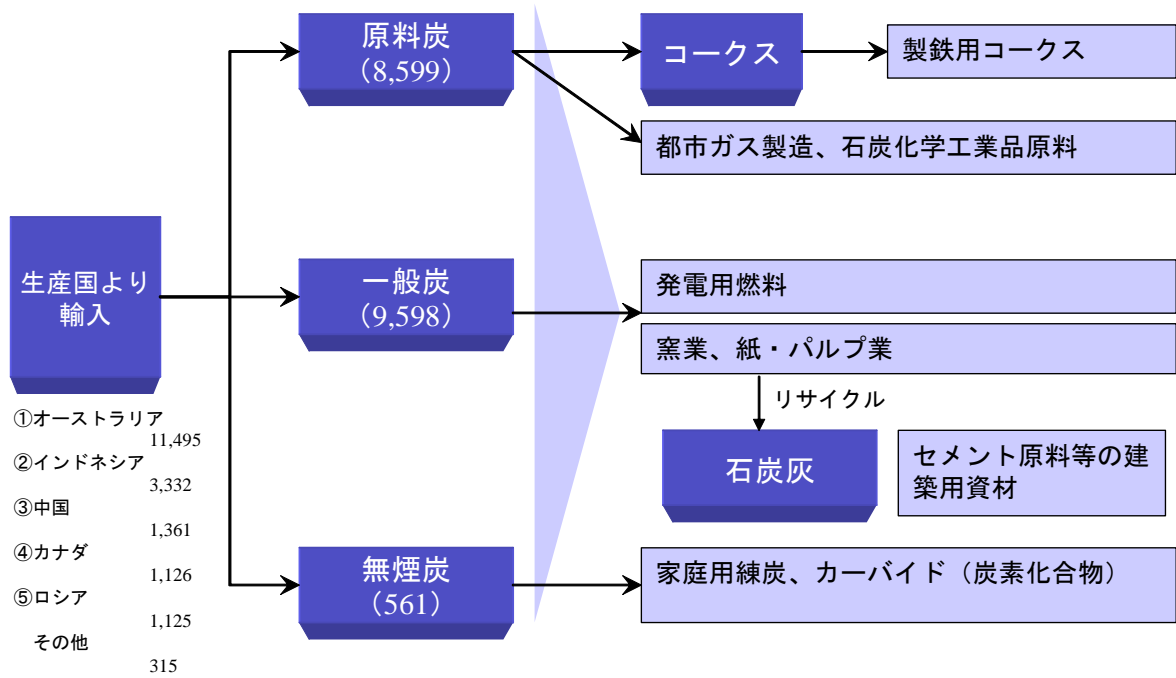 原料炭
（8,599）
コークス
製鉄用コークス
都市ガス製造、石炭化学工業品原料
生産国より
輸入
一般炭
（9,598）
発電用燃料
窯業、紙・パルプ業
リサイクル
石炭灰
セメント原料等の建
築用資材
①オーストラリア
11,495
②インドネシア
3,332
③中国
1,361
④カナダ
1,126
⑤ロシア
1,125
その他
315
無煙炭
（561）
家庭用練炭、カーバイド（炭素化合物）